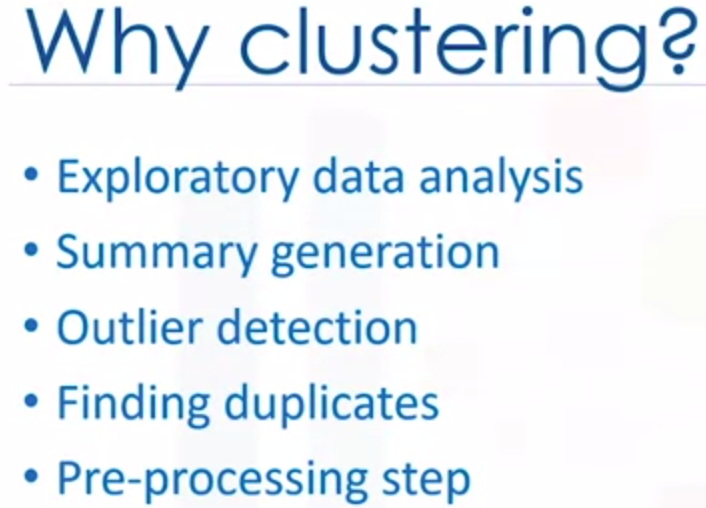 Why clustering?
• Exploratory data analysis
• Summary generation
• Outlier detection
• Finding duplicates
• Pre-processing step